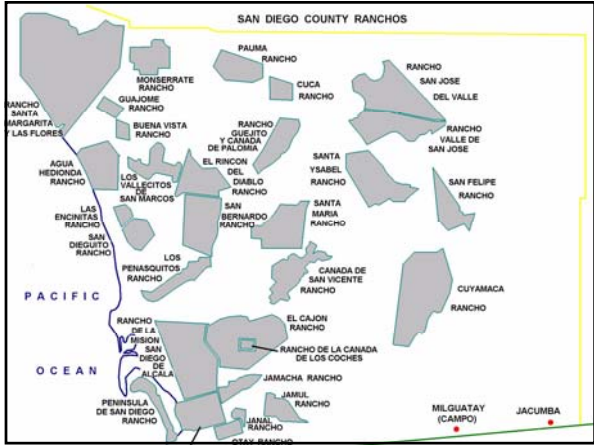 SAN DIEGO COUNTY RANCHOS
PAUMA
RANCHO
MONSERRATE
RANCHO
CUCA
RANCHO
RANCHO
SAN JOSE
DEL VALLE
GUAJOME
RANCHO
RANCHO
SANTA
MARGARITA
Y LAS FLORES
BUENA VISTA
RANCHO
RANCHO
GUEJITO
Y CANADA
DE PALOMIA
RANCHO
VALLE DE
SAN JOSE
AGUA
HEDIONDA
RANCHO
LOS
VALLECITOS
DE
SAN MARCOS
EL RINCON
DEL
DIABLO
RANCHO
SANTA
YSABEL
RANCHO
SAN FELIPE
RANCHO
LAS
ENCINITAS
RANCHO
SAN
BERNARDO
RANCHO
SANTA
MARIA
RANCHO
SAN
DIEGUITO
RANCHO
LOS
PENASQUITOS
RANCHO
CANADA DE
SAN VICENTE
RANCHO
CUYAMACA
RANCHO
PACIFIC
OCEAN
RANCHO
DE LA
MISION
SAN
DIEGO
DE
ALCALA
EL CAJON
RANCHO
RANCHO DE LA CANADA
DE LOS COCHES
JAMACHA RANCHO
PENINSULA
DE SAN DIEGO
RANCHO
JAMUL
RANCHO
JANAL
RANCHO
OTAY RANCHO
MILGUATAY
(CAMPO)
JACUMBA